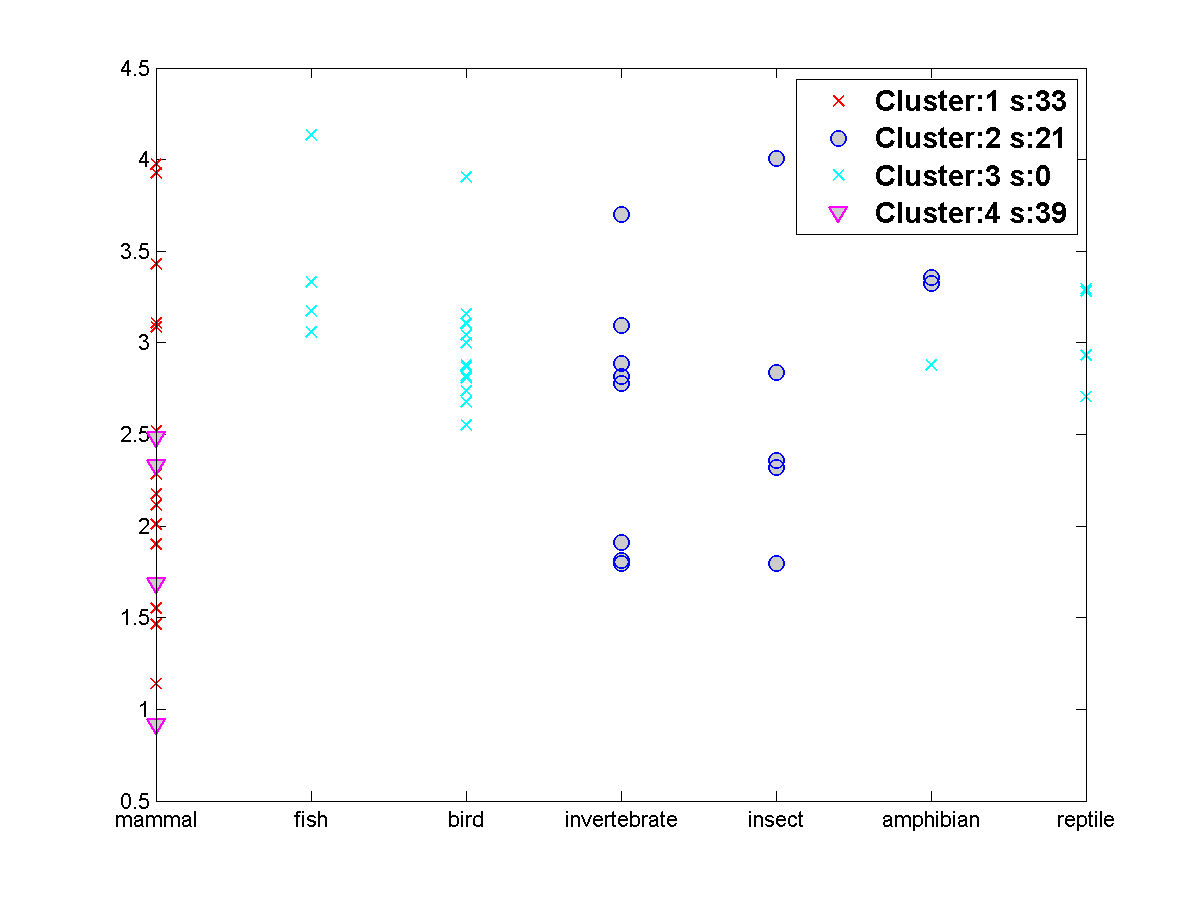 4.5
Cluster:1 s:33
Cluster:2 s:21
4
Cluster:3 s:0
Cluster:4 s:39
3.5
3
2.5
2
1.5
1
0.5
mammal fish bird invertebrate insect amphibian reptile